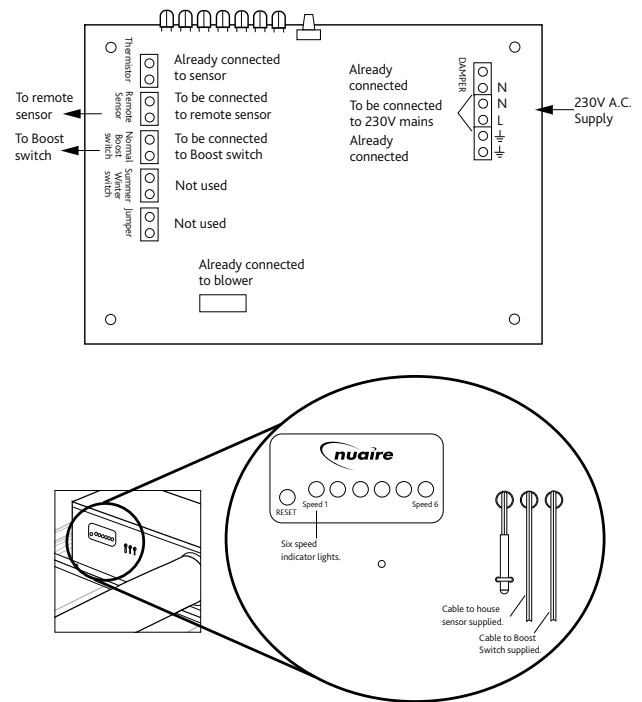 Thermistor
Already connected
to sensor
To remote
sensor
Remote
Sensor
To be connected
to remote sensor
To Boost
switch
Normal
Boost
switch
To be connected
to Boost switch
Summer
Winter
switch
Not used
Jumper
Not used
Already connected
to blower
DAMPER
Already
connected
N
To be connected
to 230V mains
N
L
Already
connected
230V A.C.
Supply
nuaire
RESET
Speed 1
Speed 6
Six speed
indicator lights.
Cable to house
sensor supplied.
Cable to Boost
Switch supplied.